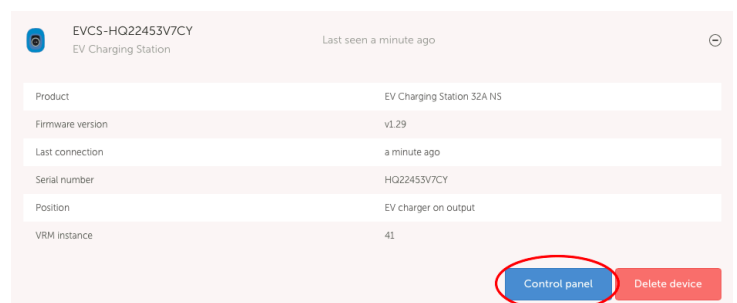 EVCS-HQ22453V7CY
EV Charging Station
Last seen a minute ago
Product EV Charging Station 32A NS
Firmware version v1.29
Last connection a minute ago
Serial number HQ22453V7CY
Position EV charger on output
VRM instance 41
Control panel Delete device